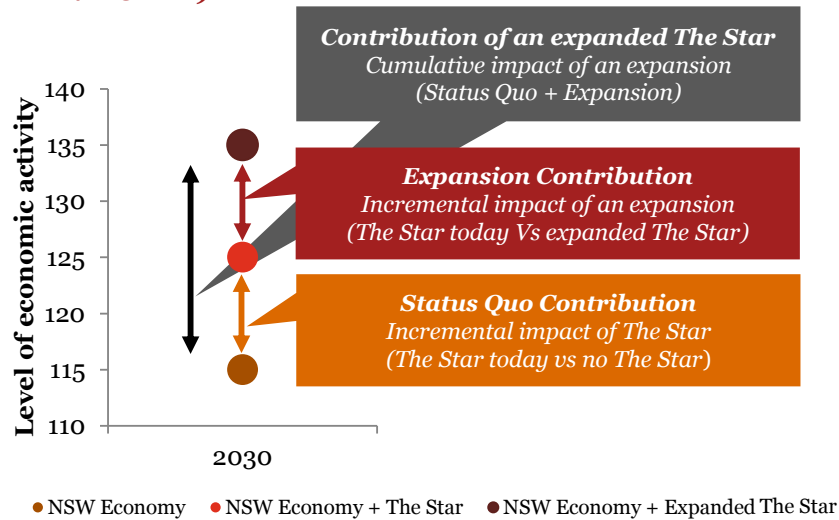 Contribution of an expanded The Star
Cumulative impact of an expansion
(Status Quo + Expansion)
Expansion Contribution
Incremental impact of an expansion
(The Star today Vs expanded The Star)
Status Quo Contribution
Incremental impact of The Star
(The Star today vs no The Star)
Level of economic activity
140
135
130
125
120
115
110
2030
NSW Economy
NSW Economy + The Star
NSW Economy + Expanded The Star